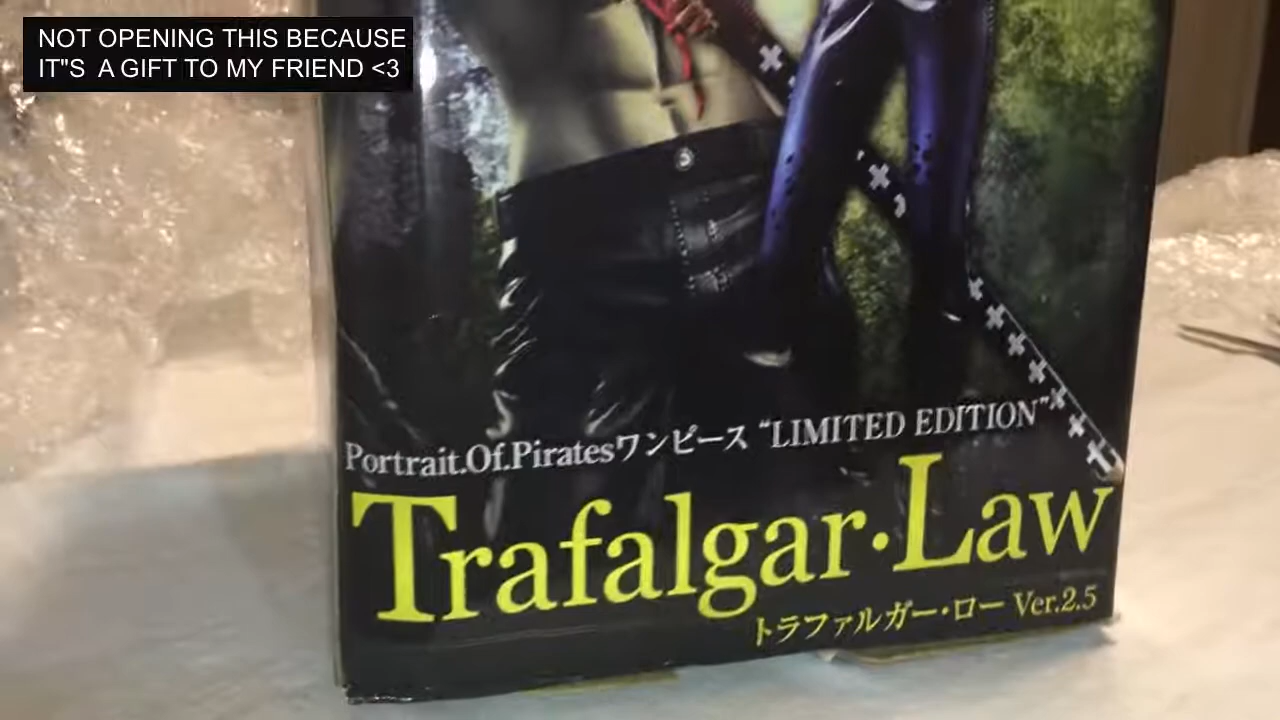 NOT OPENING THIS BECAUSE
IT"S A GIFT TO MY FRIEND <3
Portrait.Of.Piratesワンピース "LIMITED EDITION"
Trafalgar・Law
トラファルガー・ロー Ver.2.5